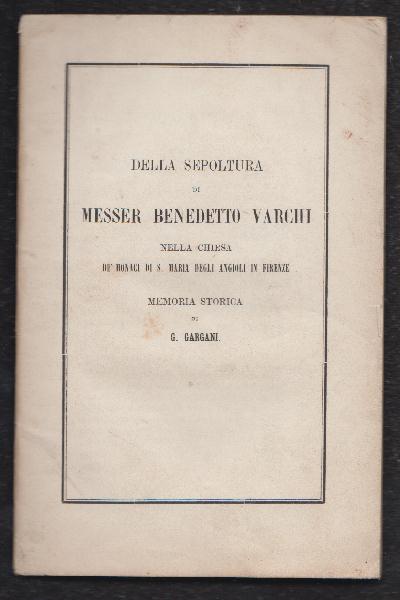 DELLA SEPOLTURA
DI
MESSER BENEDETTO VARCHI
NELLA CHIESA
DE' MONACI DI S. MARIA DEGLI ANGIOLI IN FIRENZE
MEMORIA STORICA
DI
G. GARGANI.